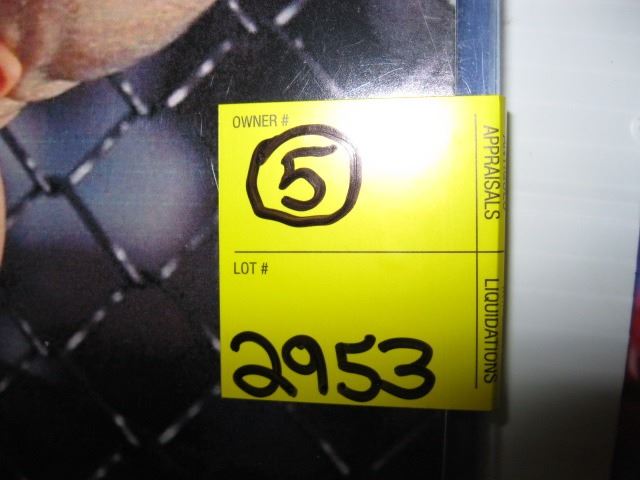 OWNER #
5
LOT #
2953
APPRAISALS
LIQUIDATIONS